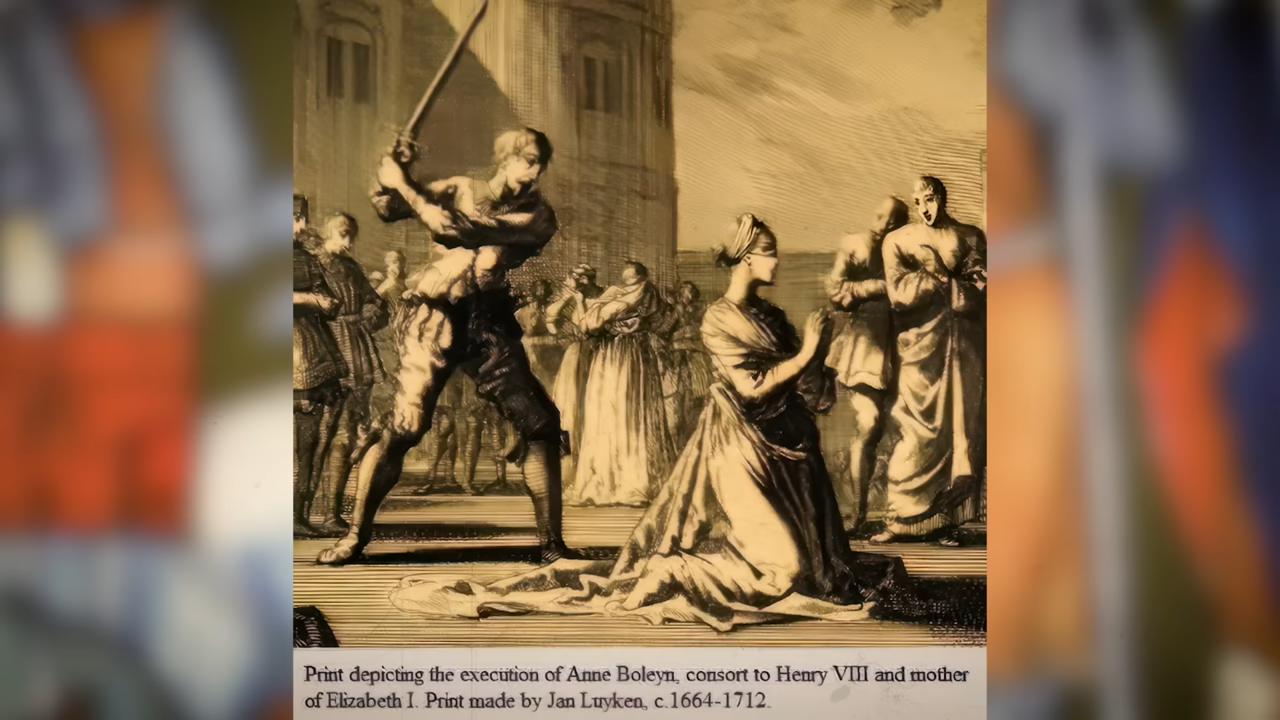 Print depicting the execution of Anne Boleyn, consort to Henry VIII and mother
of Elizabeth I. Print made by Jan Luyken, c.1664-1712.